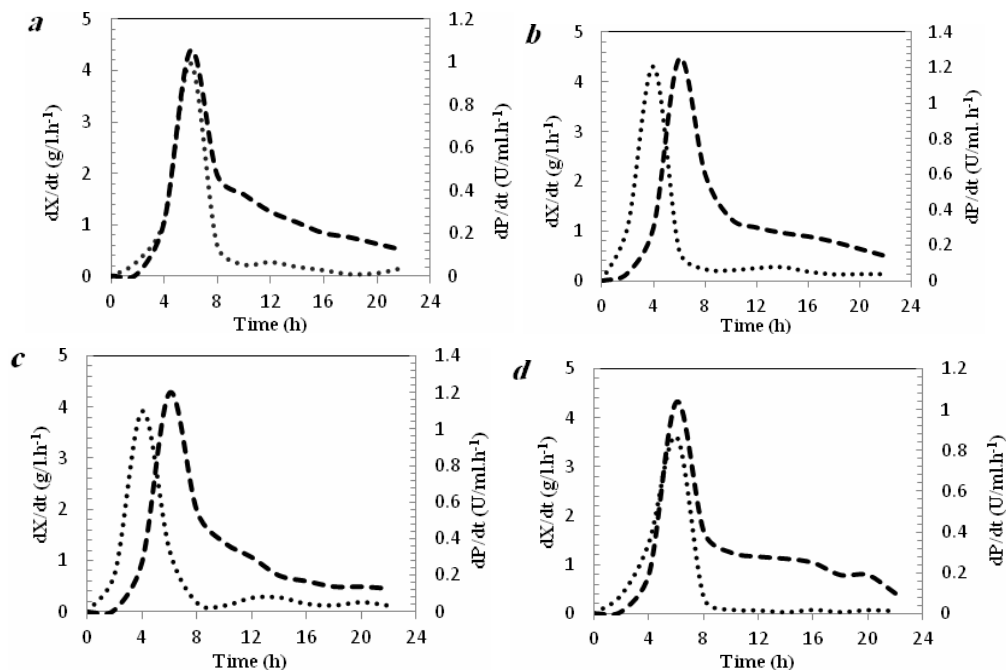 a
5
4
3
2
1
0
dX/dt (g/l.h-1)
1.2
1
0.8
0.6
0.4
0.2
0
dP/dt (U/ml.h-1)
0 4 8 12 16 20 24
Time (h)
b
5
4
3
2
1
0
dX/dt (g/l.h-1)
1.4
1.2
1
0.8
0.6
0.4
0.2
0
dP/dt (U/ml. h-1)
0 4 8 12 16 20 24
Time (h)
c
5
4
3
2
1
0
dX/dt (g/l.h-1)
1.4
1.2
1
0.8
0.6
0.4
0.2
0
dP/dt (U/ml.h-1)
0 4 8 12 16 20 24
Time (h)
d
5
4
3
2
1
0
dX/dt (g/l.h-1)
1.2
1
0.8
0.6
0.4
0.2
0
dP/dt (U/ml.h-1)
0 4 8 12 16 20 24
Time (h)